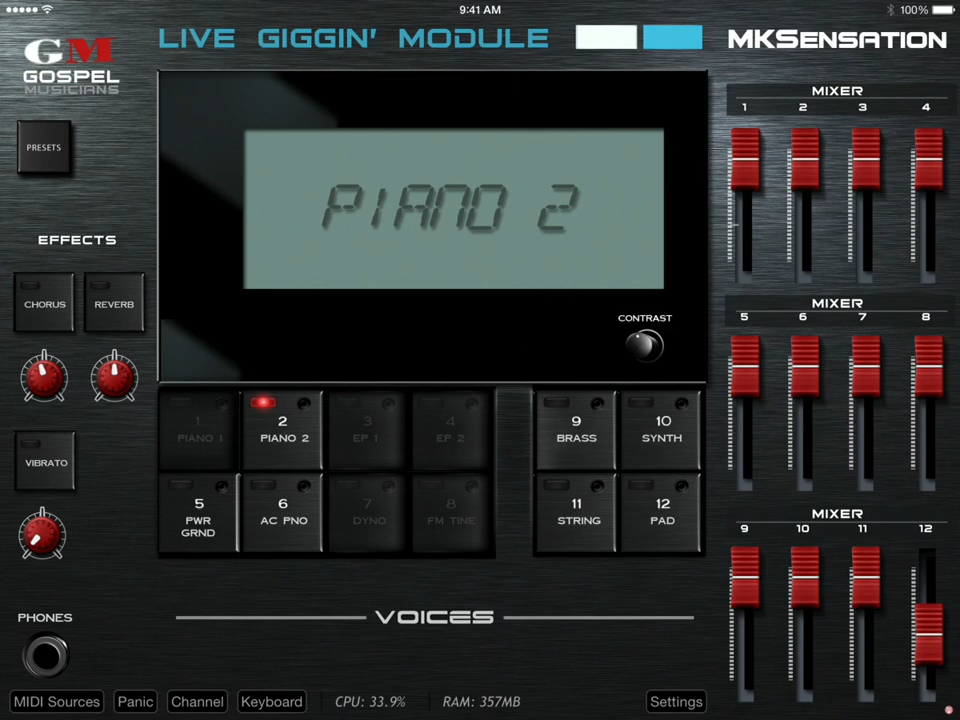 9:41 AM
100%
GM
GOSPEL
MUSICIANS
LIVE GIGGIN' MODULE
MKSENSATION
PRESETS
PIANO 2
CONTRAST
EFFECTS
CHORUS
REVERB
VIBRATO
PHONES
1
PIANO 1
2
PIANO 2
3
EP 1
4
EP 2
9
BRASS
10
SYNTH
5
PWR
GRND
6
AC PNO
7
DYNO
8
FM TINE
11
STRING
12
PAD
VOICES
MIXER
1 2 3 4
MIXER
5 6 7 8
MIXER
9 10 11 12
MIDI Sources Panic Channel Keyboard CPU: 33.9% RAM: 357MB Settings